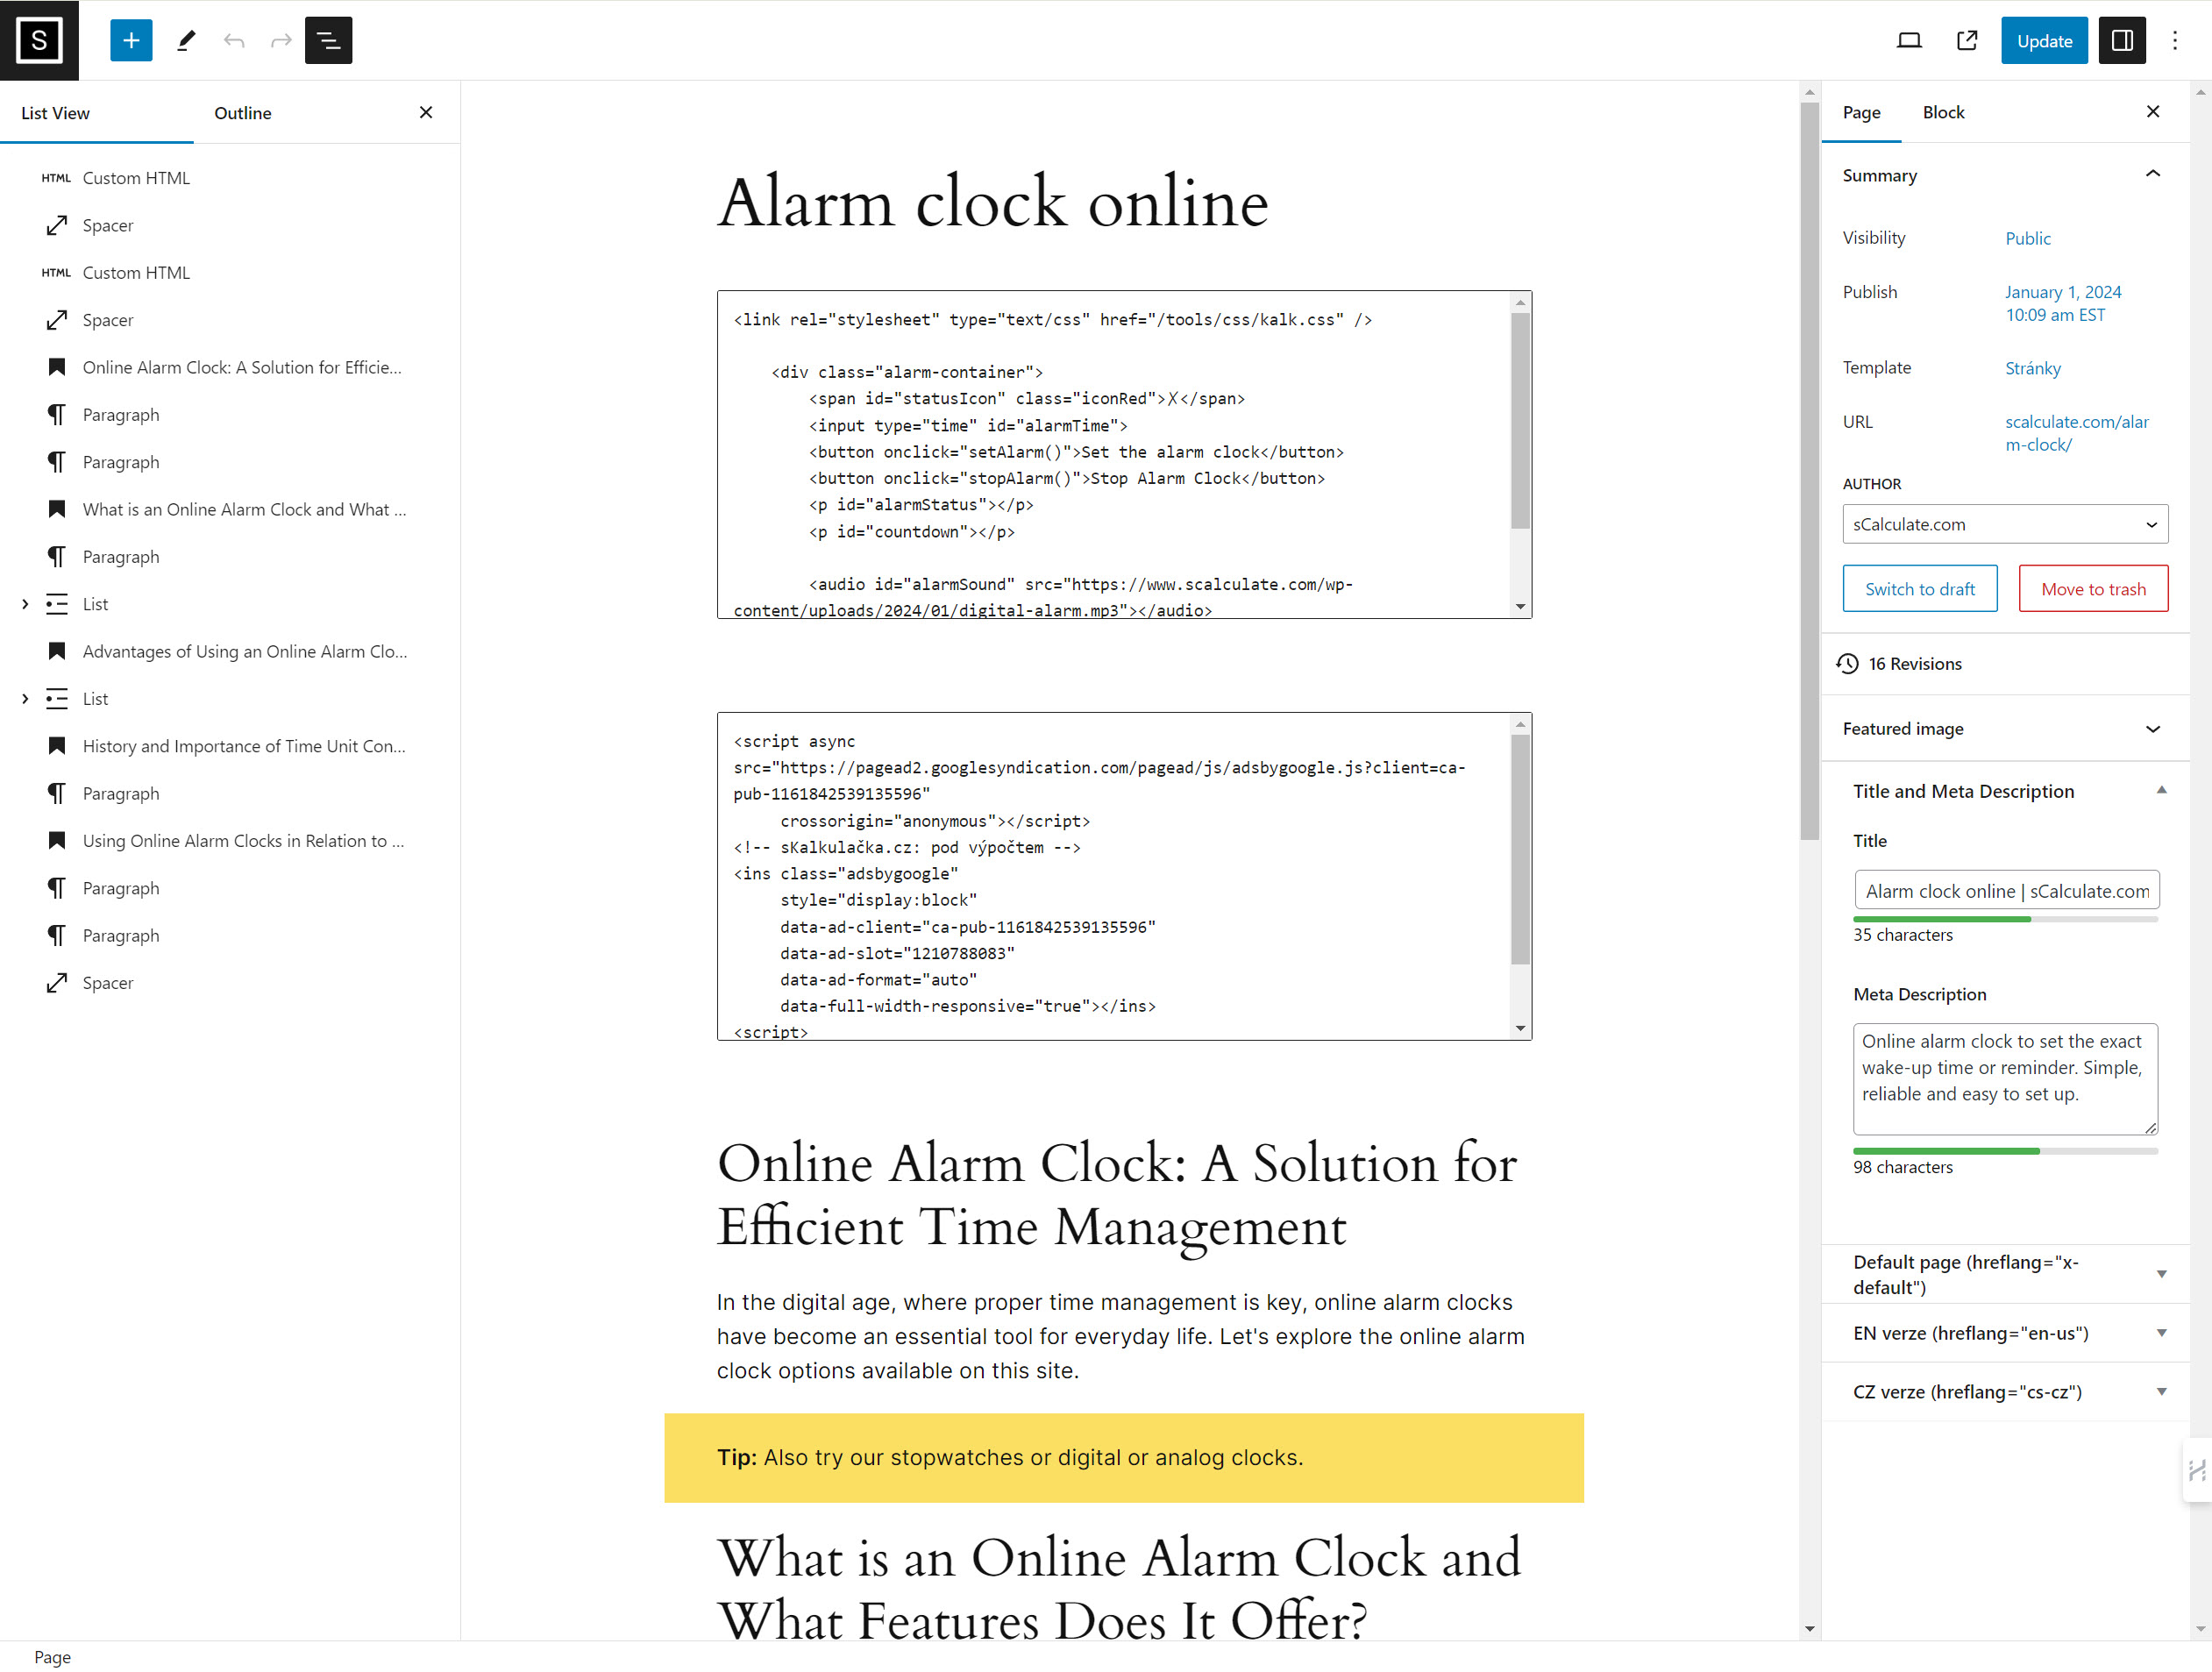 S
Update
List View
Outline
HTML Custom HTML
Spacer
HTML Custom HTML
Spacer
Online Alarm Clock: A Solution for Efficie...
Paragraph
Paragraph
What is an Online Alarm Clock and What ...
Paragraph
List
Advantages of Using an Online Alarm Clo...
List
History and Importance of Time Unit Con...
Paragraph
Using Online Alarm Clocks in Relation to ...
Paragraph
Paragraph
Spacer
Alarm clock online
<link rel="stylesheet" type="text/css" href="/tools/css/kalk.css" />
<div class="alarm-container">
<span id="statusIcon" class="iconRed">✗</span>
<input type="time" id="alarmTime">
<button onclick="setAlarm()">Set the alarm clock</button>
<button onclick="stopAlarm()">Stop Alarm Clock</button>
<p id="alarmStatus"></p>
<p id="countdown"></p>
<audio id="alarmSound" src="https://www.scalculate.com/wp-
content/uploads/2024/01/digital-alarm.mp3"></audio>
<script async
src="https://pagead2.googlesyndication.com/pagead/js/adsbygoogle.js?client=ca-
pub-1161842539135596"
crossorigin="anonymous"></script>
<!-- sKalkulačka.cz: pod výpočtem -->
<ins class="adsbygoogle"
style="display:block"
data-ad-client="ca-pub-1161842539135596"
data-ad-slot="1210788083"
data-ad-format="auto"
data-full-width-responsive="true"></ins>
<script>
Online Alarm Clock: A Solution for
Efficient Time Management
In the digital age, where proper time management is key, online alarm clocks
have become an essential tool for everyday life. Let's explore the online alarm
clock options available on this site.
Tip: Also try our stopwatches or digital or analog clocks.
What is an Online Alarm Clock and
What Features Does It Offer?
Page
Block
Summary
Visibility
Public
Publish
January 1, 2024
10:09 am EST
Template
Stránky
URL
scalculate.com/alar
m-clock/
AUTHOR
sCalculate.com
Switch to draft
Move to trash
16 Revisions
Featured image
Title and Meta Description
Title
Alarm clock online | sCalculate.com
35 characters
Meta Description
Online alarm clock to set the exact
wake-up time or reminder. Simple,
reliable and easy to set up.
98 characters
Default page (hreflang="x-
default")
EN verze (hreflang="en-us")
CZ verze (hreflang="cs-cz")
Page